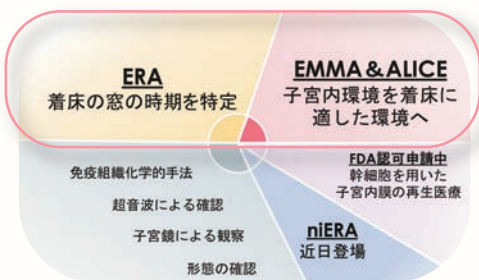 ERA
着床の窓の時期を特定
EMMA&ALICE
子宮内環境を着床に
適した環境へ
免疫組織化学的手法
超音波による確認
子宮鏡による観察
形態の確認
FDA認可申請中
幹細胞を用いた
子宮内膜の再生医療
niERA
近日登場